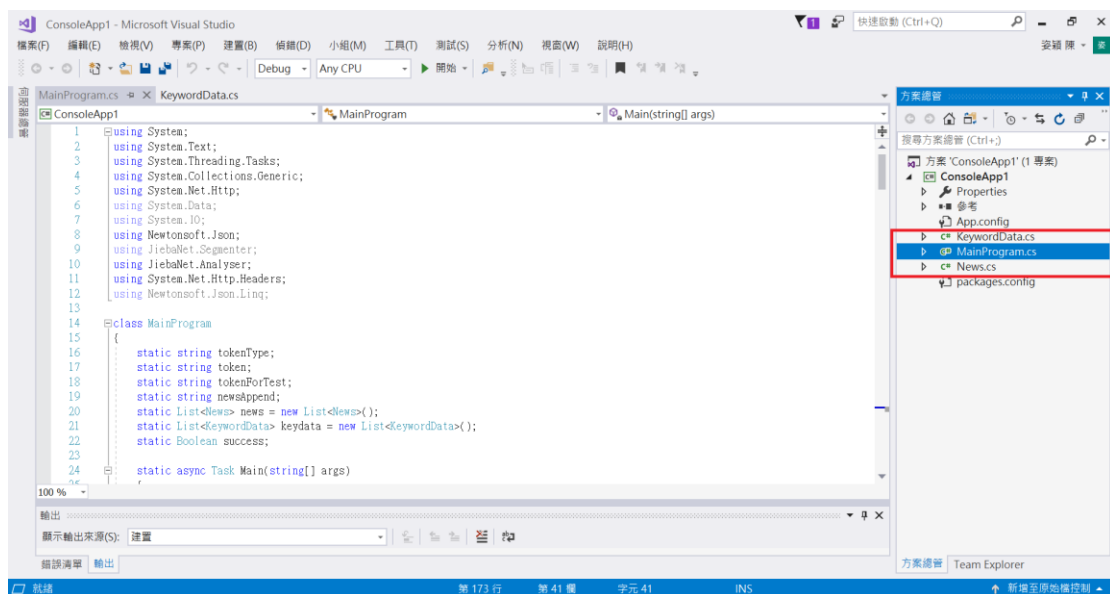 ConsoleApp1 - Microsoft Visual Studio
1
快速啟動 (Ctrl+Q)
檔案(F) 編輯(E) 檢視(V) 專案(P) 建置(B) 偵錯(D) 小組(M) 工具(T) 測試(S) 分析(N) 視窗(W) 說明(H)
姿穎 陳
Debug Any CPU 開始
MainProgram.cs KeywordData.cs
ConsoleApp1 MainProgram Main(string[] args)
1 using System;
2 using System.Text;
3 using System.Threading.Tasks;
4 using System.Collections.Generic;
5 using System.Net.Http;
6 using System.Data;
7 using System.IO;
8 using Newtonsoft.Json;
9 using JiebaNet.Segmenter;
10 using JiebaNet.Analyser;
11 using System.Net.Http.Headers;
12 using Newtonsoft.Json.Linq;
13
14 class MainProgram
15 {
16 static string tokenType;
17 static string token;
18 static string tokenForTest;
19 static string newsAppend;
20 static List<News> news = new List<News>();
21 static List<KeywordData> keydata = new List<KeywordData>();
22 static Boolean success;
23
24 static async Task Main(string[] args)
100 %
輸出
顯示輸出來源(S): 建置
錯誤清單 輸出
方案總管
搜尋方案總管 (Ctrl+;)
方案 'ConsoleApp1' (1 專案)
ConsoleApp1
Properties
參考
App.config
KeywordData.cs
MainProgram.cs
News.cs
packages.config
方案總管 Team Explorer
就緒 第 173 行 第 41 欄 字元 41 INS 新增至原始檔控制